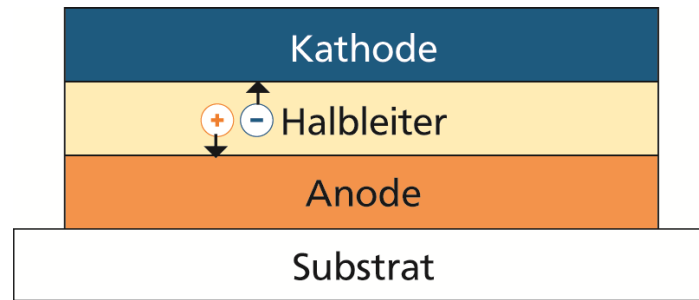 Kathode
+ − Halbleiter
Anode
Substrat